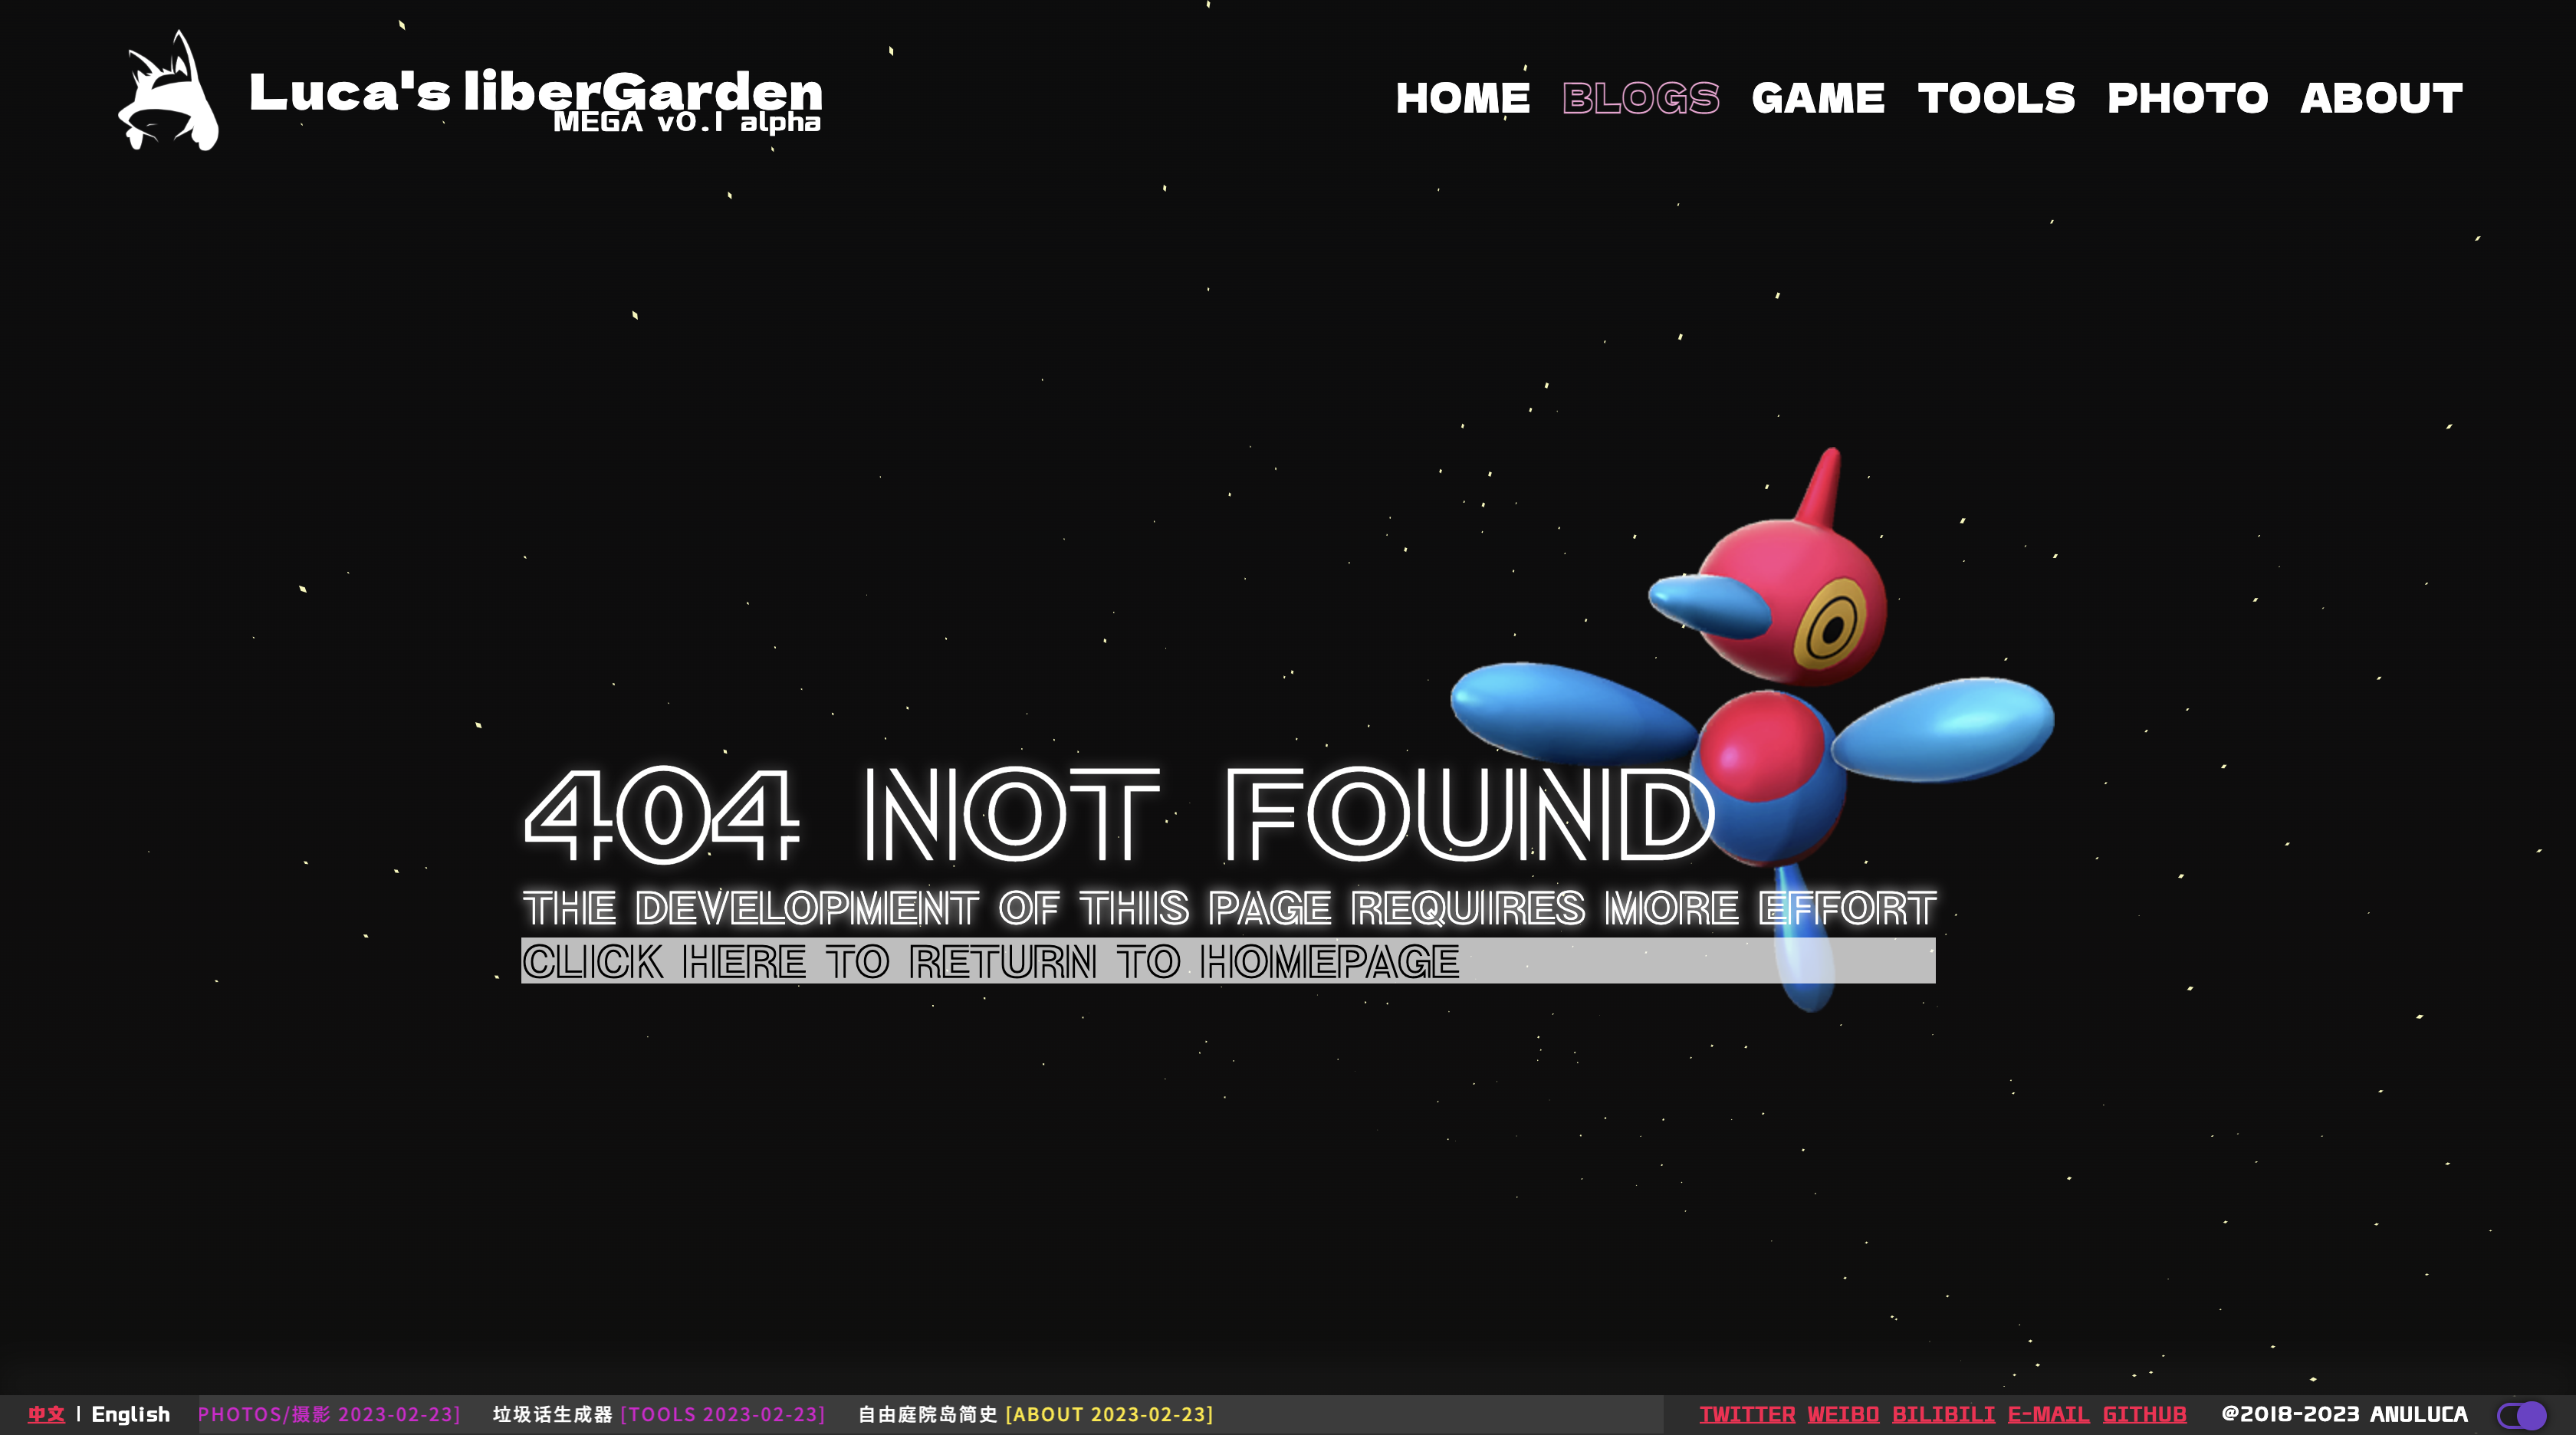 Luca's liberGarden
MEGA v0.1 alpha
HOME BLOGS GAME TOOLS PHOTO ABOUT
404 NOT FOUND
THE DEVELOPMENT OF THIS PAGE REQUIRES MORE EFFORT
CLICK HERE TO RETURN TO HOMEPAGE
中文 | English
PHOTOS/摄影 2023-02-23] 垃圾话生成器 [TOOLS 2023-02-23] 自由庭院岛简史 [ABOUT 2023-02-23]
TWITTER WEIBO BILIBILI E-MAIL GITHUB @2018-2023 ANULUCA